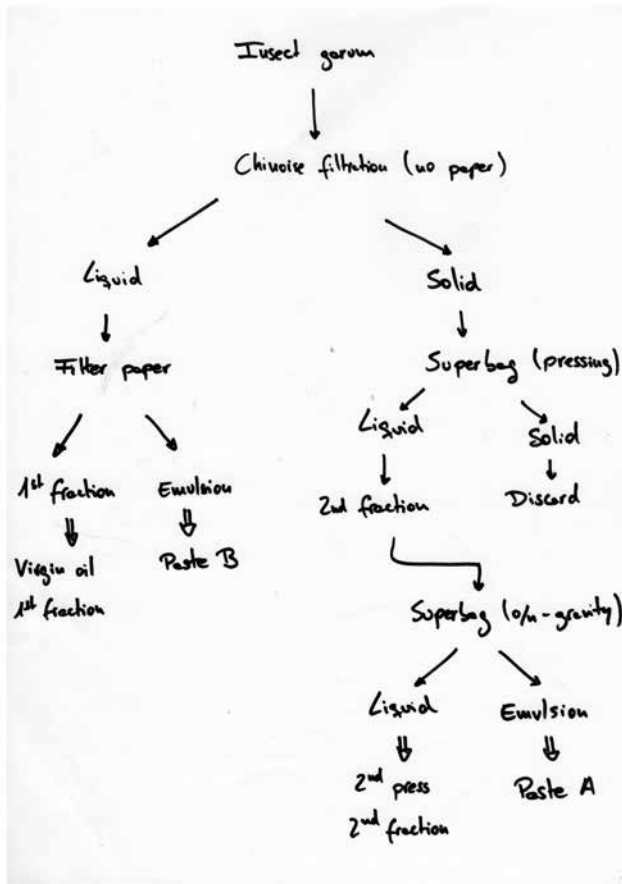 Insect garum
Chinoise filtration (no paper)
Liquid
Solid
Filter paper
Superbag (pressing)
Liquid
Solid
1st fraction
Emulsion
2nd fraction
Discard
Virgin oil
1st fraction
Paste B
Superbag (o/n-gravity)
Liquid
Emulsion
2nd press
2nd fraction
Paste A